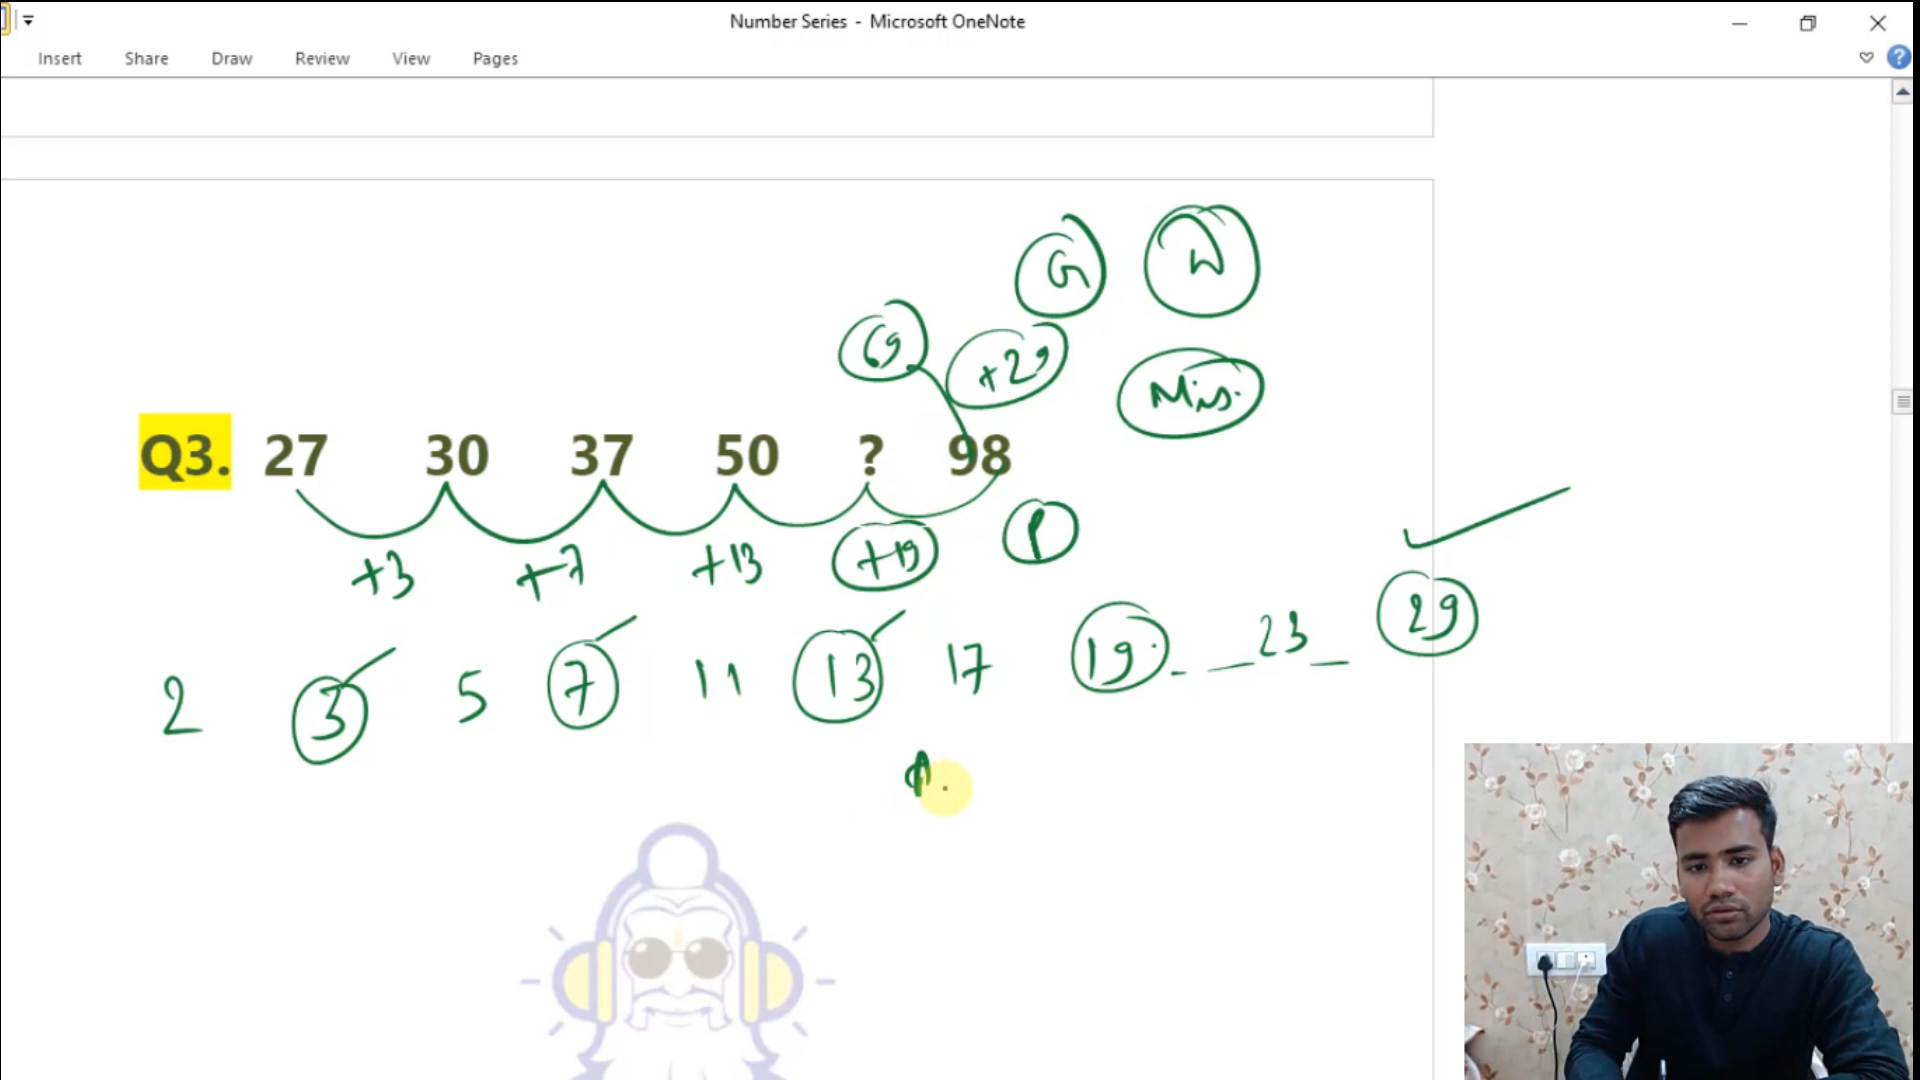 Number Series - Microsoft OneNote
Insert Share Draw Review View Pages
?
G W
69 +29
Mis.
Q3. 27 30 37 50 ? 98
+3 +7 +13 +19 P
2 3 5 7 11 13 17 19 23 29